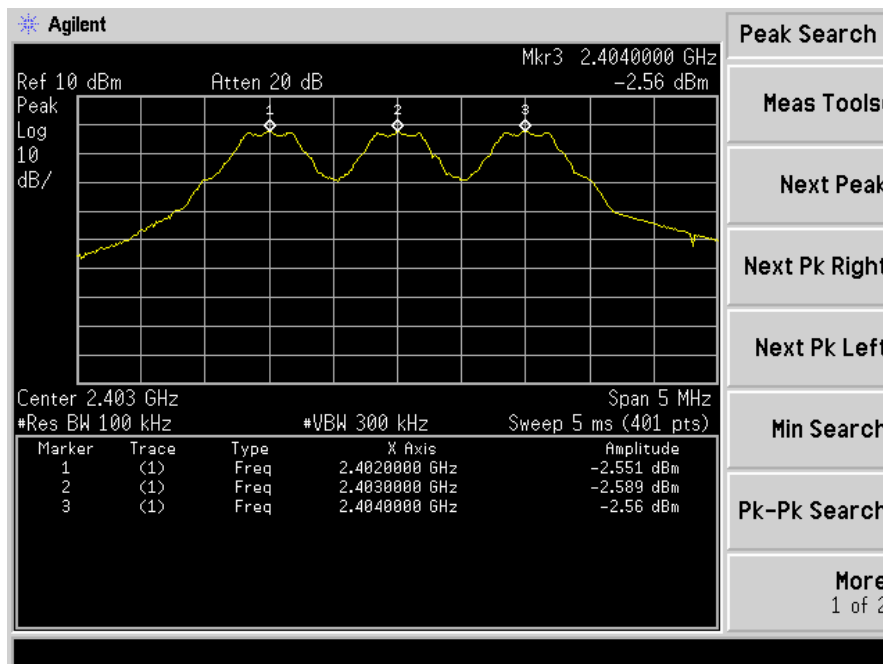 Agilent
Peak Search
Mkr3 2.4040000 GHz
Ref 10 dBm Atten 20 dB -2.56 dBm
Peak
Log
10
dB/
1 2 3
Meas Tools
Next Peak
Next Pk Right
Next Pk Left
Min Search
Pk-Pk Search
More
1 of 2
Center 2.403 GHz Span 5 MHz
#Res BW 100 kHz #VBW 300 kHz Sweep 5 ms (401 pts)
Marker Trace Type X Axis Amplitude
1 (1) Freq 2.4020000 GHz -2.551 dBm
2 (1) Freq 2.4030000 GHz -2.589 dBm
3 (1) Freq 2.4040000 GHz -2.56 dBm